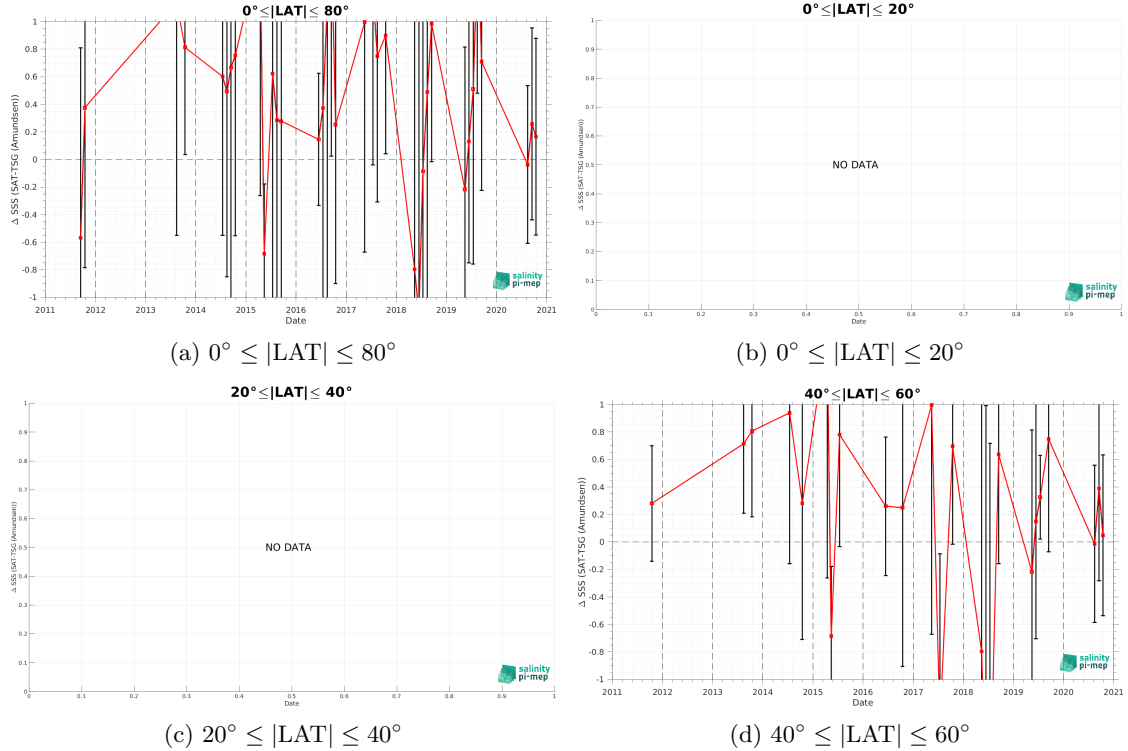 0°≤|LAT|≤ 80°
Δ SSS (SAT-TSG (Amundsen))
1
0.8
0.6
0.4
0.2
0
-0.2
-0.4
-0.6
-0.8
-1
2011 2012 2013 2014 2015 2016 2017 2018 2019 2020 2021
Date
salinity
pi-mep
(a) 0° ≤ |LAT| ≤ 80°
0°≤|LAT|≤ 20°
Δ SSS (SAT-TSG (Amundsen))
1
0.9
0.8
0.7
0.6
0.5
0.4
0.3
0.2
0.1
0
NO DATA
0 0.1 0.2 0.3 0.4 0.5 0.6 0.7 0.8 0.9 1
Date
salinity
pi-mep
(b) 0° ≤ |LAT| ≤ 20°
20°≤|LAT|≤ 40°
Δ SSS (SAT-TSG (Amundsen))
1
0.9
0.8
0.7
0.6
0.5
0.4
0.3
0.2
0.1
0
NO DATA
0 0.1 0.2 0.3 0.4 0.5 0.6 0.7 0.8 0.9 1
Date
salinity
pi-mep
(c) 20° ≤ |LAT| ≤ 40°
40°≤|LAT|≤ 60°
Δ SSS (SAT-TSG (Amundsen))
1
0.8
0.6
0.4
0.2
0
-0.2
-0.4
-0.6
-0.8
-1
2011 2012 2013 2014 2015 2016 2017 2018 2019 2020 2021
Date
salinity
pi-mep
(d) 40° ≤ |LAT| ≤ 60°